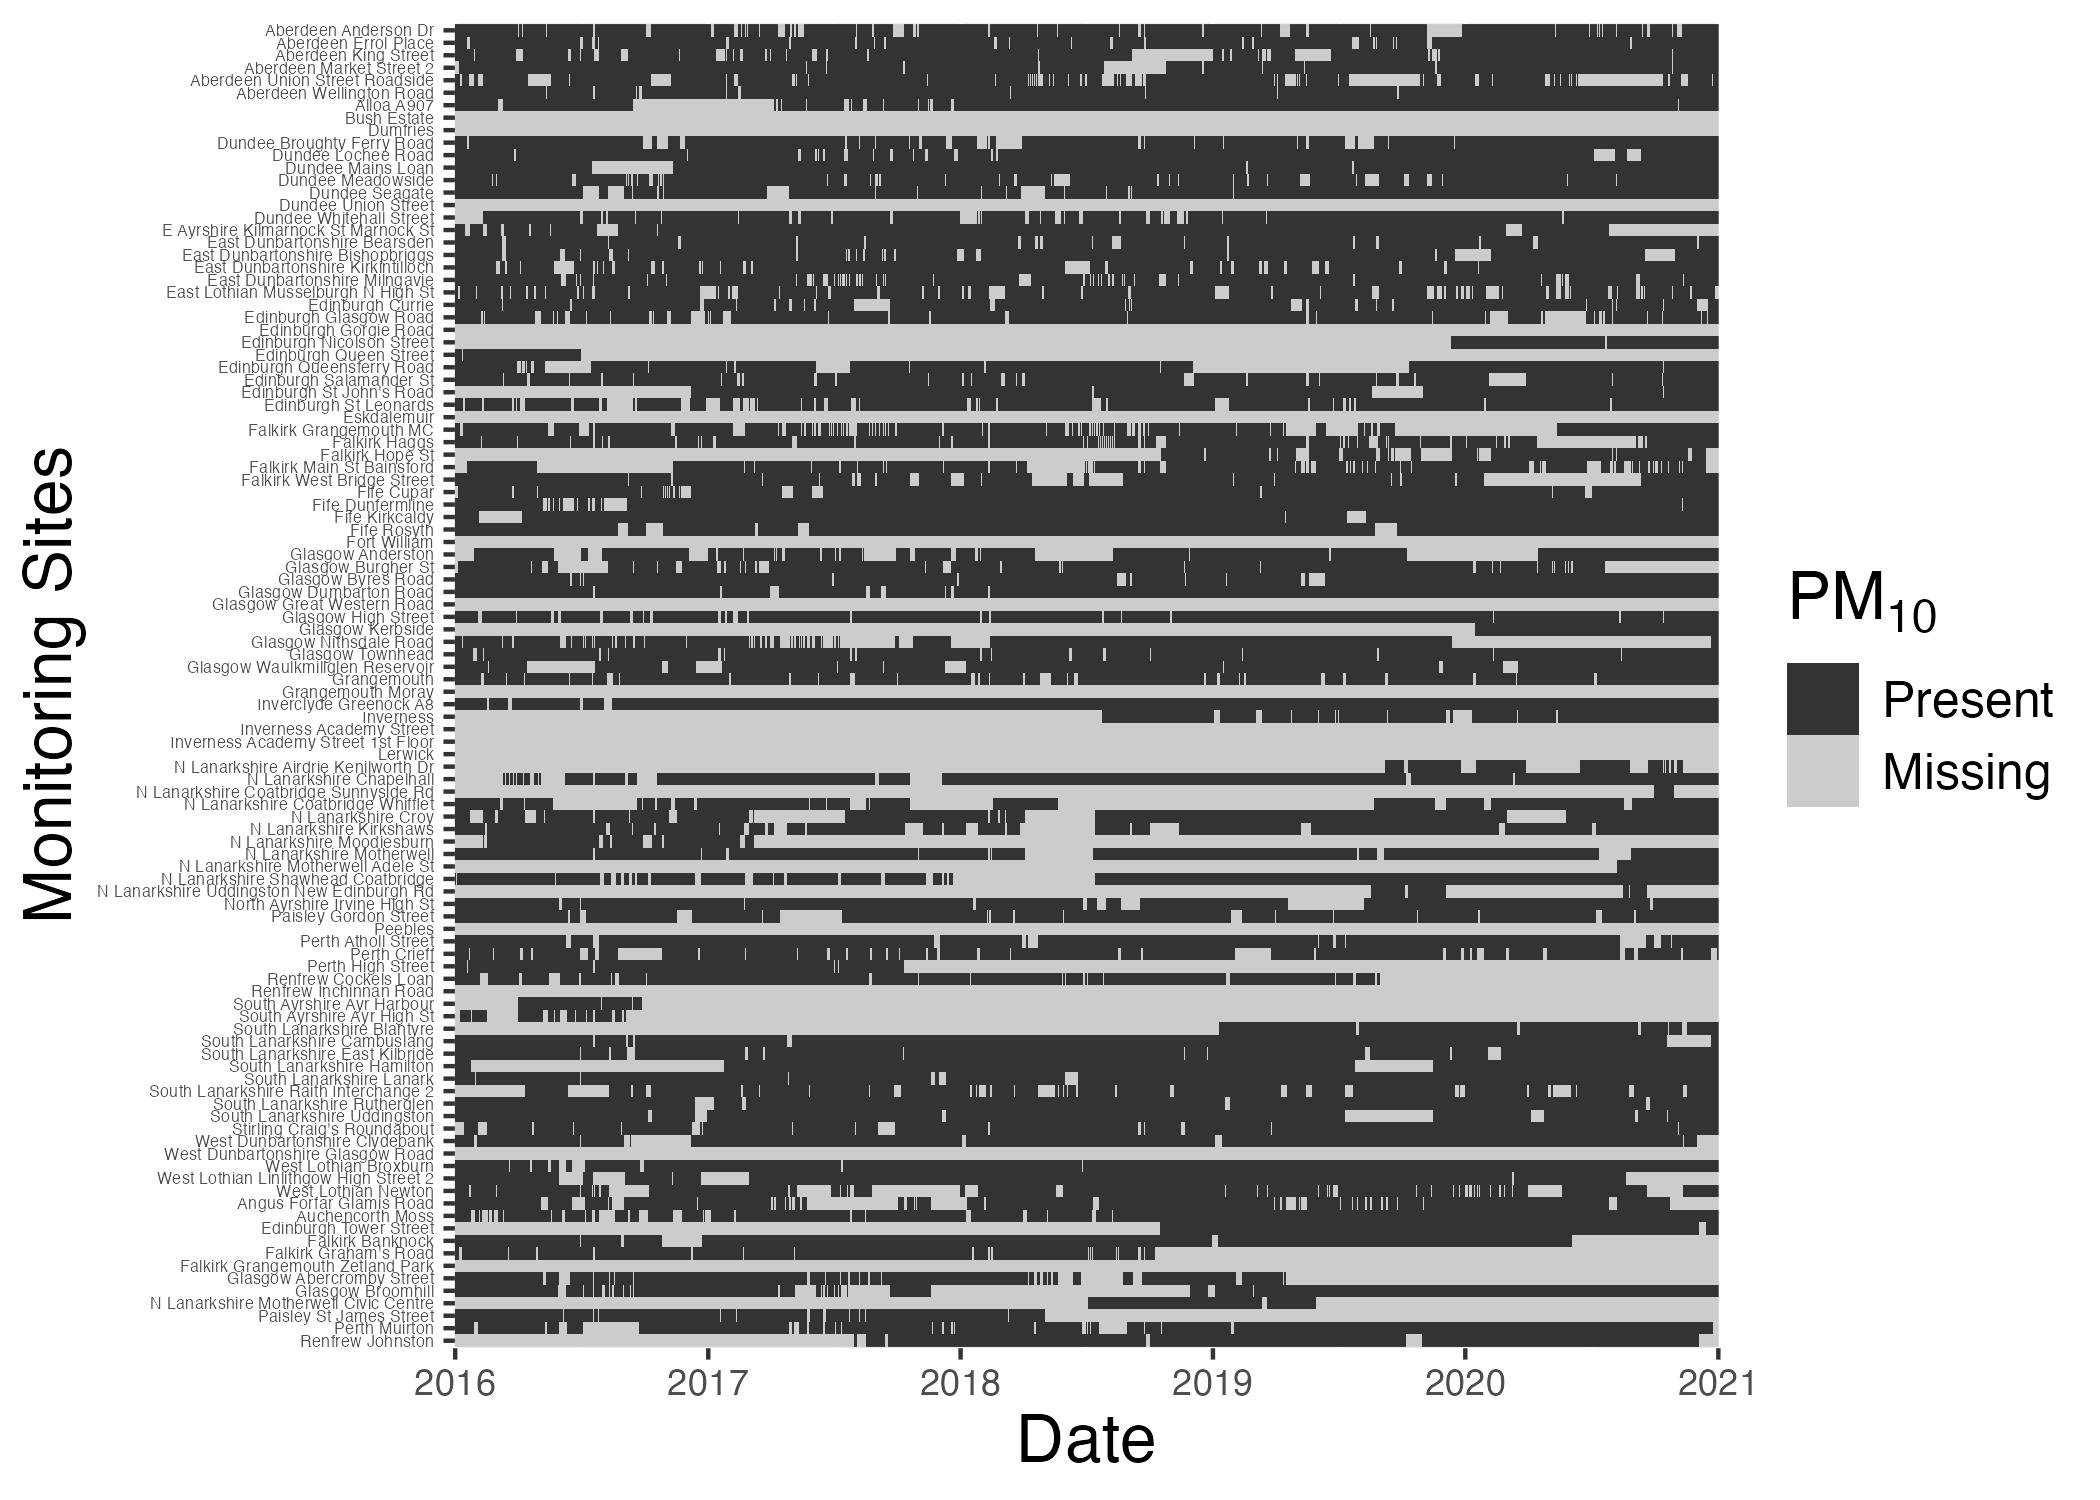 Monitoring Sites
Aberdeen Anderson Dr
Aberdeen Errol Place
Aberdeen King Street
Aberdeen Market Street 2
Aberdeen Union Street Roadside
Aberdeen Wellington Road
Alloa A907
Bush Estate
Dumfries
Dundee Broughty Ferry Road
Dundee Lochee Road
Dundee Mains Loan
Dundee Meadowside
Dundee Seagate
Dundee Union Street
Dundee Whitehall Street
E Ayrshire Kilmarnock St Marnock St
East Dunbartonshire Bearsden
East Dunbartonshire Bishopbriggs
East Dunbartonshire Kirkintilloch
East Dunbartonshire Milngavie
East Lothian Musselburgh N High St
Edinburgh Currie
Edinburgh Glasgow Road
Edinburgh Gorgie Road
Edinburgh Nicolson Street
Edinburgh Queen Street
Edinburgh Queensferry Road
Edinburgh Salamander St
Edinburgh St John's Road
Edinburgh St Leonards
Eskdalemuir
Falkirk Grangemouth MC
Falkirk Haggs
Falkirk Hope St
Falkirk Main St Bainsford
Falkirk West Bridge Street
Fife Cupar
Fife Dunfermline
Fife Kirkcaldy
Fife Rosyth
Fort William
Glasgow Anderston
Glasgow Burgher St
Glasgow Byres Road
Glasgow Dumbarton Road
Glasgow Great Western Road
Glasgow High Street
Glasgow Kerbside
Glasgow Nithsdale Road
Glasgow Townhead
Glasgow Waulkmillglen Reservoir
Grangemouth
Grangemouth Moray
Inverclyde Greenock A8
Inverness
Inverness Academy Street
Inverness Academy Street 1st Floor
Lerwick
N Lanarkshire Airdrie Kenilworth Dr
N Lanarkshire Chapelhall
N Lanarkshire Coatbridge Sunnyside Rd
N Lanarkshire Coatbridge Whifflet
N Lanarkshire Croy
N Lanarkshire Kirkshaws
N Lanarkshire Moodiesburn
N Lanarkshire Motherwell
N Lanarkshire Motherwell Adele St
N Lanarkshire Shawhead Coatbridge
N Lanarkshire Uddingston New Edinburgh Rd
North Ayrshire Irvine High St
Paisley Gordon Street
Peebles
Perth Atholl Street
Perth Crieff
Perth High Street
Renfrew Cockels Loan
Renfrew Inchinnan Road
South Ayrshire Ayr Harbour
South Ayrshire Ayr High St
South Lanarkshire Blantyre
South Lanarkshire Cambuslang
South Lanarkshire East Kilbride
South Lanarkshire Hamilton
South Lanarkshire Lanark
South Lanarkshire Raith Interchange 2
South Lanarkshire Rutherglen
South Lanarkshire Uddingston
Stirling Craig's Roundabout
West Dunbartonshire Clydebank
West Dunbartonshire Glasgow Road
West Lothian Broxburn
West Lothian Linlithgow High Street 2
West Lothian Newton
Angus Forfar Glamis Road
Auchencorth Moss
Edinburgh Tower Street
Falkirk Banknock
Falkirk Graham's Road
Falkirk Grangemouth Zetland Park
Glasgow Abercromby Street
Glasgow Broomhill
N Lanarkshire Motherwell Civic Centre
Paisley St James Street
Perth Muirton
Renfrew Johnston
2016 2017 2018 2019 2020 2021
Date
PM10
Present
Missing